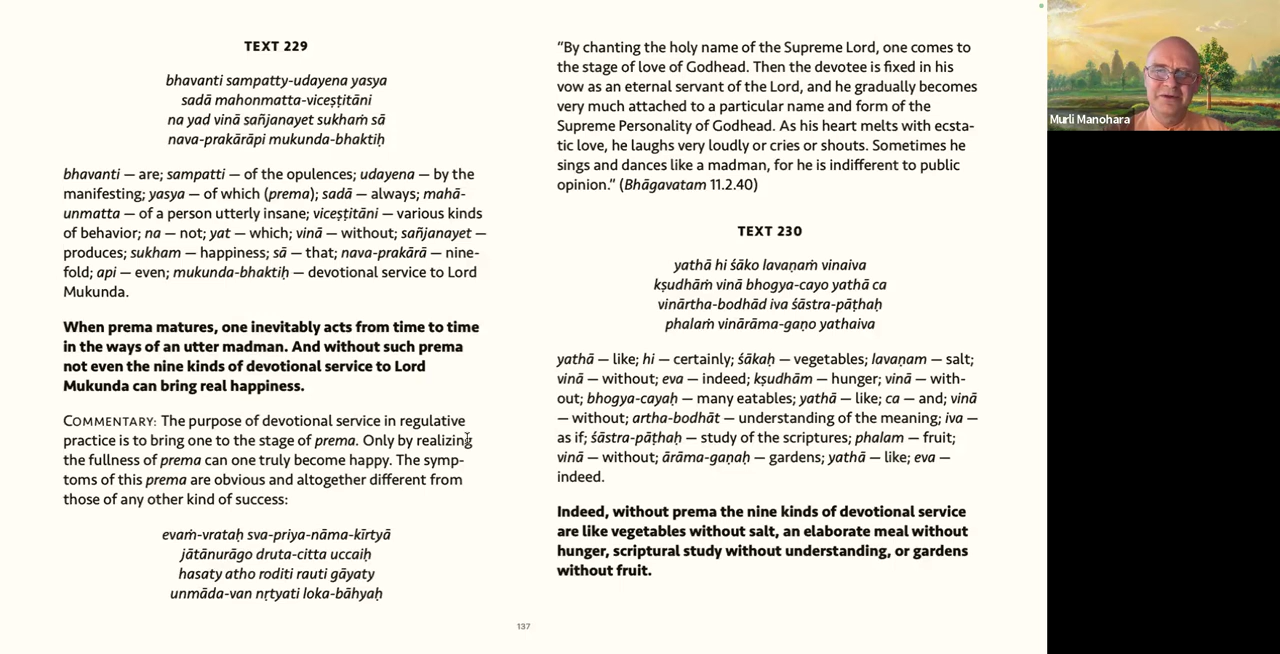 TEXT 229
bhavanti sampatty-udayena yasya
sadā mahonmatta-viceṣṭitāni
na yad vinā sañjanayet sukhaṁ sā
nava-prakārāpi mukunda-bhaktiḥ
bhavanti — are; sampatti — of the opulences; udayena — by the
manifesting; yasya — of which (prema); sadā — always; mahā-
unmatta — of a person utterly insane; viceṣṭitāni — various kinds
of behavior; na — not; yat — which; vinā — without; sañjanayet —
produces; sukham — happiness; sā — that; nava-prakārā — nine-
fold; api — even; mukunda-bhaktiḥ — devotional service to Lord
Mukunda.
When prema matures, one inevitably acts from time to time
in the ways of an utter madman. And without such prema
not even the nine kinds of devotional service to Lord
Mukunda can bring real happiness.
COMMENTARY: The purpose of devotional service in regulative
practice is to bring one to the stage of prema. Only by realizing
the fullness of prema can one truly become happy. The symp-
toms of this prema are obvious and altogether different from
those of any other kind of success:
evaṁ-vrataḥ sva-priya-nāma-kīrtyā
jātānurāgo druta-citta uccaiḥ
hasaty atho roditi rauti gāyaty
unmāda-van nṛtyati loka-bāhyaḥ
“By chanting the holy name of the Supreme Lord, one comes to
the stage of love of Godhead. Then the devotee is fixed in his
vow as an eternal servant of the Lord, and he gradually becomes
very much attached to a particular name and form of the
Supreme Personality of Godhead. As his heart melts with ecsta-
tic love, he laughs very loudly or cries or shouts. Sometimes he
sings and dances like a madman, for he is indifferent to public
opinion.” (Bhāgavatam 11.2.40)
TEXT 230
yathā hi śāko lavaṇaṁ vinaiva
kṣudhāṁ vinā bhogya-cayo yathā ca
vinārtha-bodhād iva śāstra-pāṭhaḥ
phalaṁ vinārāma-gaṇo yathaiva
yathā — like; hi — certainly; śākaḥ — vegetables; lavaṇam — salt;
vinā — without; eva — indeed; kṣudhām — hunger; vinā — with-
out; bhogya-cayaḥ — many eatables; yathā — like; ca — and; vinā
— without; artha-bodhāt — understanding of the meaning; iva —
as if; śāstra-pāṭhaḥ — study of the scriptures; phalam — fruit;
vinā — without; ārāma-gaṇaḥ — gardens; yathā — like; eva —
indeed.
Indeed, without prema the nine kinds of devotional service
are like vegetables without salt, an elaborate meal without
hunger, scriptural study without understanding, or gardens
without fruit.
137
Murli Manohara